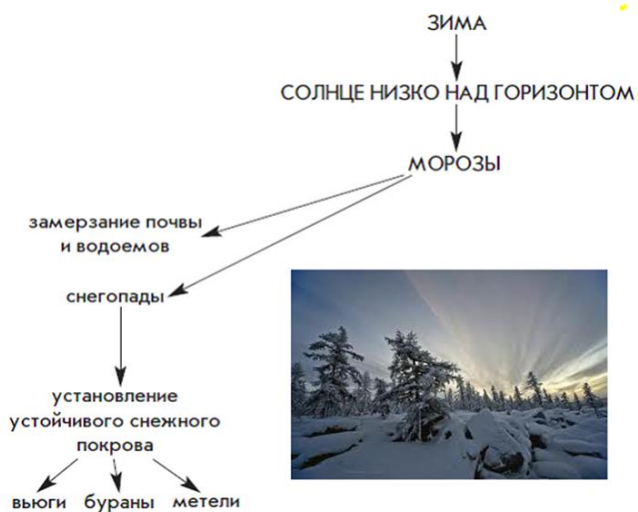 ЗИМА
СОЛНЦЕ НИЗКО НАД ГОРИЗОНТОМ
МОРОЗЫ
замерзание почвы
и водоемов
снегопады
установление
устойчивого снежного
покрова
вьюги бураны метели